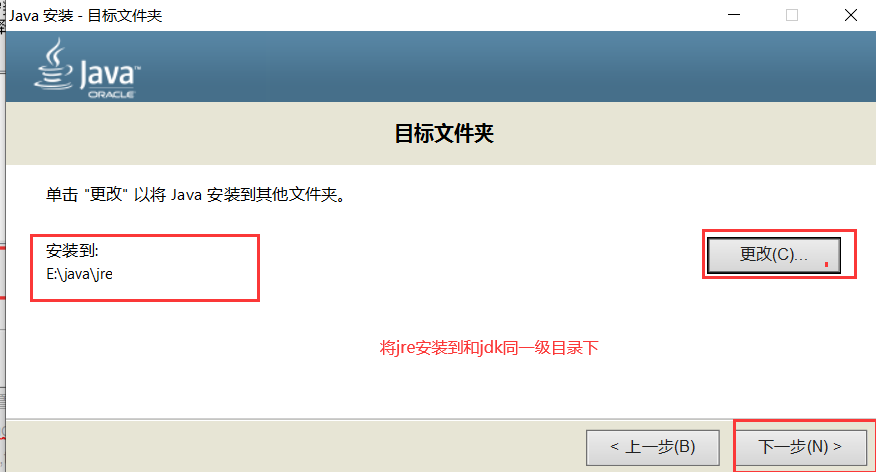 Java 安装 - 目标文件夹
Java™
ORACLE
目标文件夹
单击 "更改" 以将 Java 安装到其他文件夹。
安装到:
更改(C)...
E:\java\jre
将jre安装到和jdk同一级目录下
< 上一步(B)
下一步(N) >